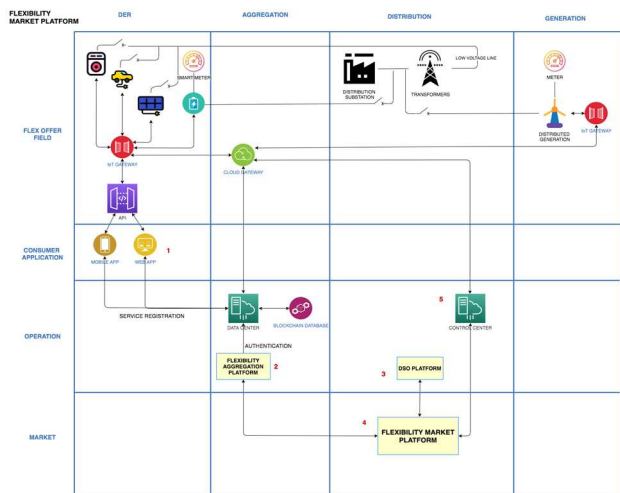 FLEXIBILITY
MARKET PLATFORM
DER
AGGREGATION
DISTRIBUTION
GENERATION
FLEX OFFER
FIELD
SMARTMETER
DISTRIBUTION
SUBSTATION
TRANSFORMERS
LOW VOLTAGE LINE
METER
DISTRIBUTED
GENERATION
IoT GATEWAY
IoT GATEWAY
CLOUD GATEWAY
API
CONSUMER
APPLICATION
MOBILE APP
WEB APP
1
OPERATION
SERVICE REGISTRATION
DATA CENTER
BLOCKCHAIN DATABASE
5
CONTROL CENTER
AUTHENTICATION
FLEXIBILITY
AGGREGATION
PLATFORM
2
3
DSO PLATFORM
MARKET
4
FLEXIBILITY MARKET
PLATFORM